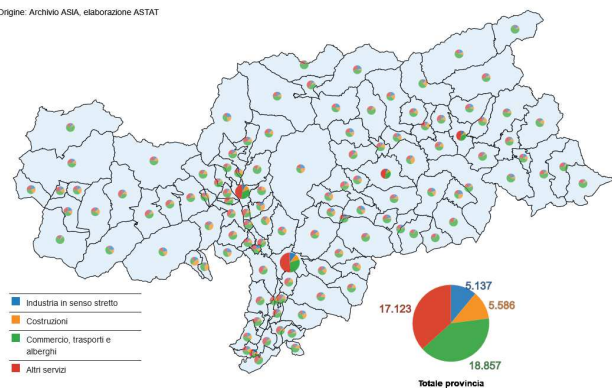 Origine: Archivio ASIA, elaborazione ASTAT
Industria in senso stretto
Costruzioni
Commercio, trasporti e
alberghi
Altri servizi
5.137
17.123
5.586
18.857
Totale provincia